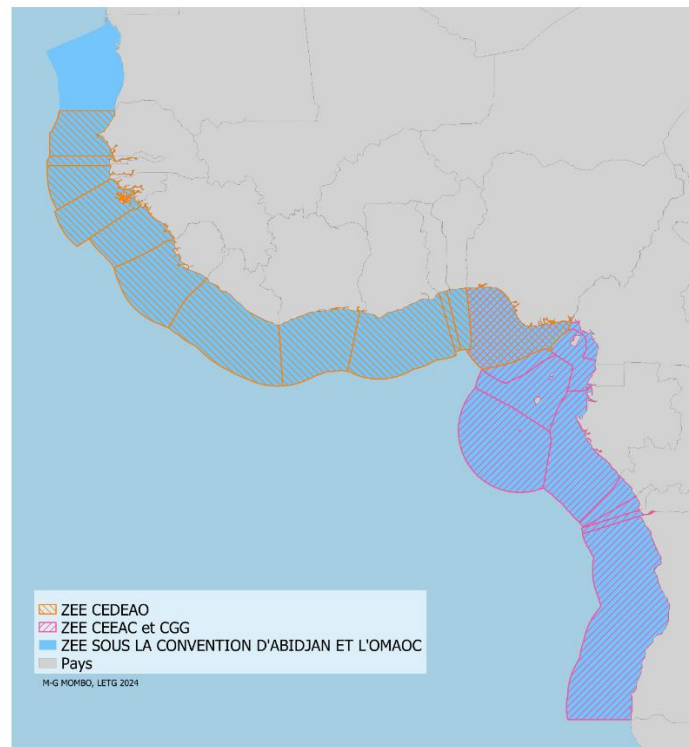 ZEE CEDEAO
ZEE CEEAC et CGG
ZEE SOUS LA CONVENTION D'ABIDJAN ET L'OMAOC
Pays
M-G MOMBO, LETG 2024